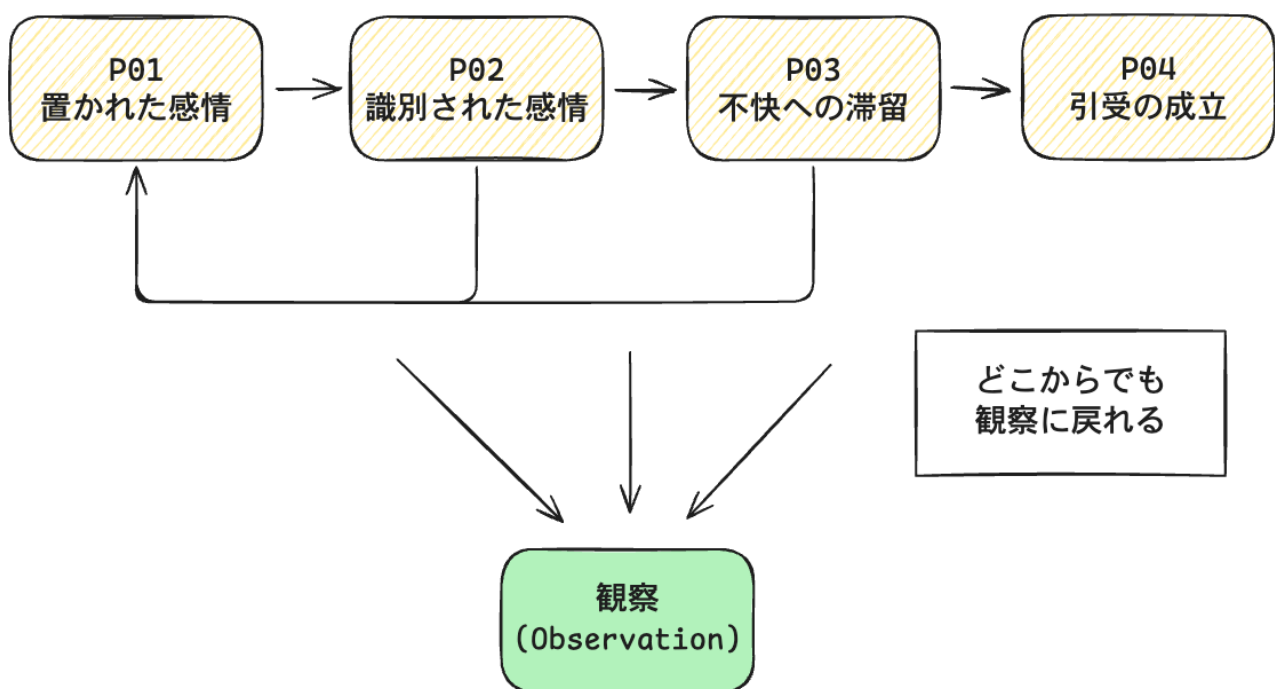 P01
置かれた感情
P02
識別された感情
P03
不快への滞留
P04
引受の成立
どこからでも
観察に戻れる
観察
(Observation)